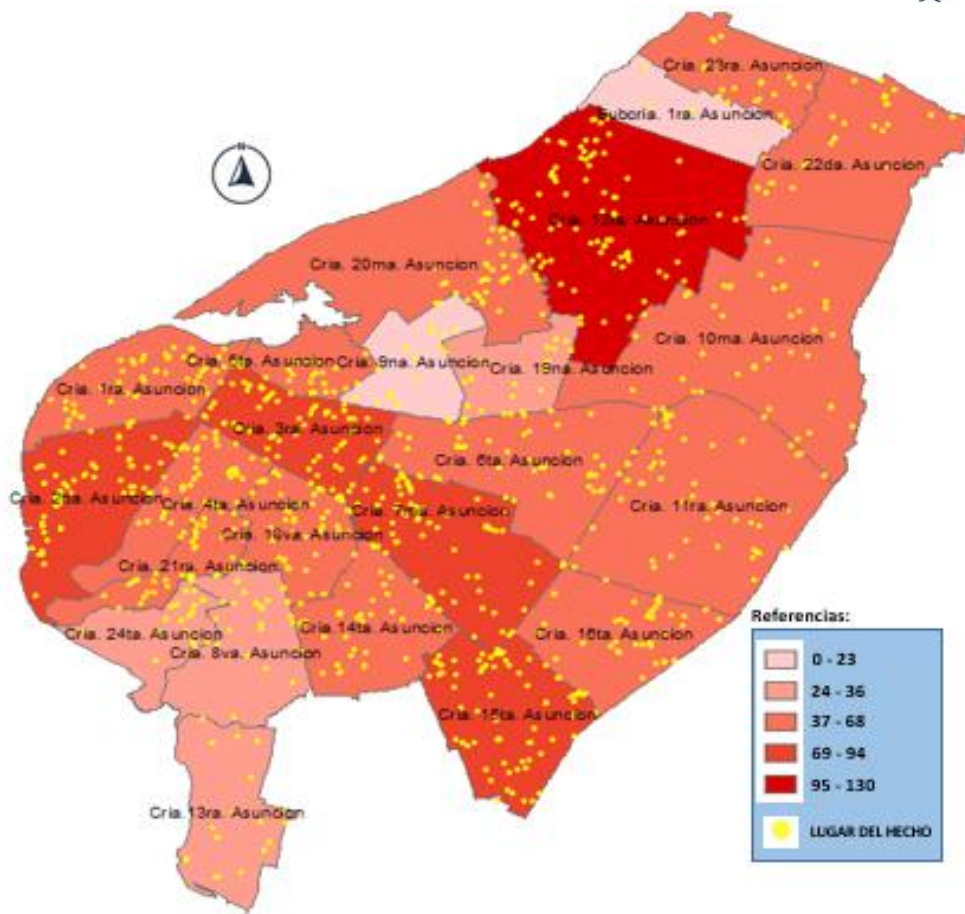 Cria. 23ra. Asuncion
Suboria. 1ra. Asuncion
Cria. 22da. Asuncion
Cria. 12da. Asuncion
Cria. 20ma. Asuncion
Cria. 10ma. Asuncion
Cria. 5ta. Asuncion
Cria. 9na. Asuncion
Cria. 19na. Asuncion
Cria. 1ra. Asuncion
Cria. 3ra. Asuncion
Cria. 6ta. Asuncion
Cria. 2da. Asuncion
Cria. 4ta. Asuncion
Cria. 7ma. Asuncion
Cria. 11ra. Asuncion
Cria. 18va. Asuncion
Cria. 21ra. Asuncion
Cria. 24ta. Asuncion
Cria. 14ta. Asuncion
Cria. 16ta. Asuncion
Cria. 8va. Asuncion
Cria. 15ta. Asuncion
Cria. 13ra. Asuncion
Referencias:
0 - 23
24 - 36
37 - 68
69 - 94
95 - 130
LUGAR DEL HECHO